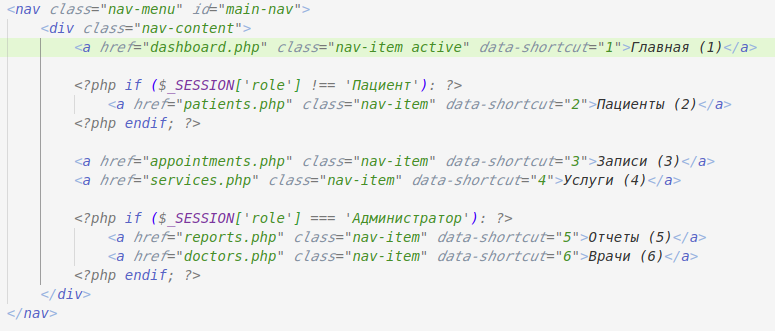 <nav class="nav-menu" id="main-nav">
    <div class="nav-content">
        <a href="dashboard.php" class="nav-item active" data-shortcut="1">Главная (1)</a>

        <?php if ($_SESSION['role'] !== 'Пациент'): ?>
            <a href="patients.php" class="nav-item" data-shortcut="2">Пациенты (2)</a>
        <?php endif; ?>

        <a href="appointments.php" class="nav-item" data-shortcut="3">Записи (3)</a>
        <a href="services.php" class="nav-item" data-shortcut="4">Услуги (4)</a>

        <?php if ($_SESSION['role'] === 'Администратор'): ?>
            <a href="reports.php" class="nav-item" data-shortcut="5">Отчеты (5)</a>
            <a href="doctors.php" class="nav-item" data-shortcut="6">Врачи (6)</a>
        <?php endif; ?>
    </div>
</nav>